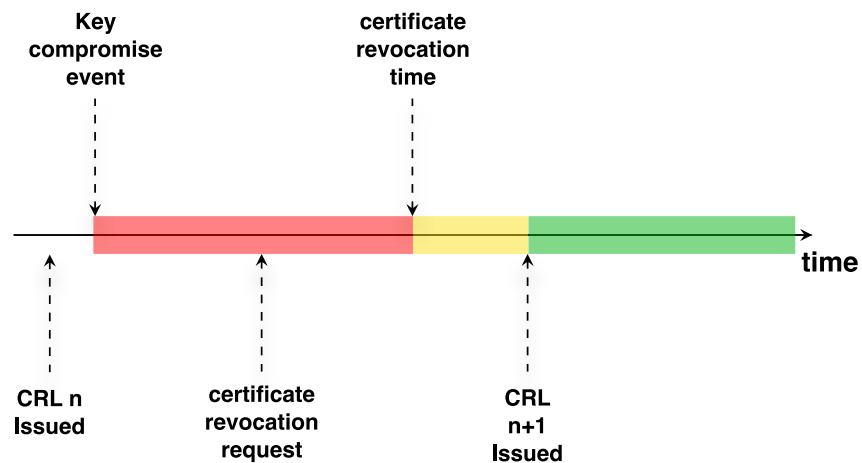 Key
compromise
event
certificate
revocation
time
time
CRL n
Issued
certificate
revocation
request
CRL
n+1
Issued